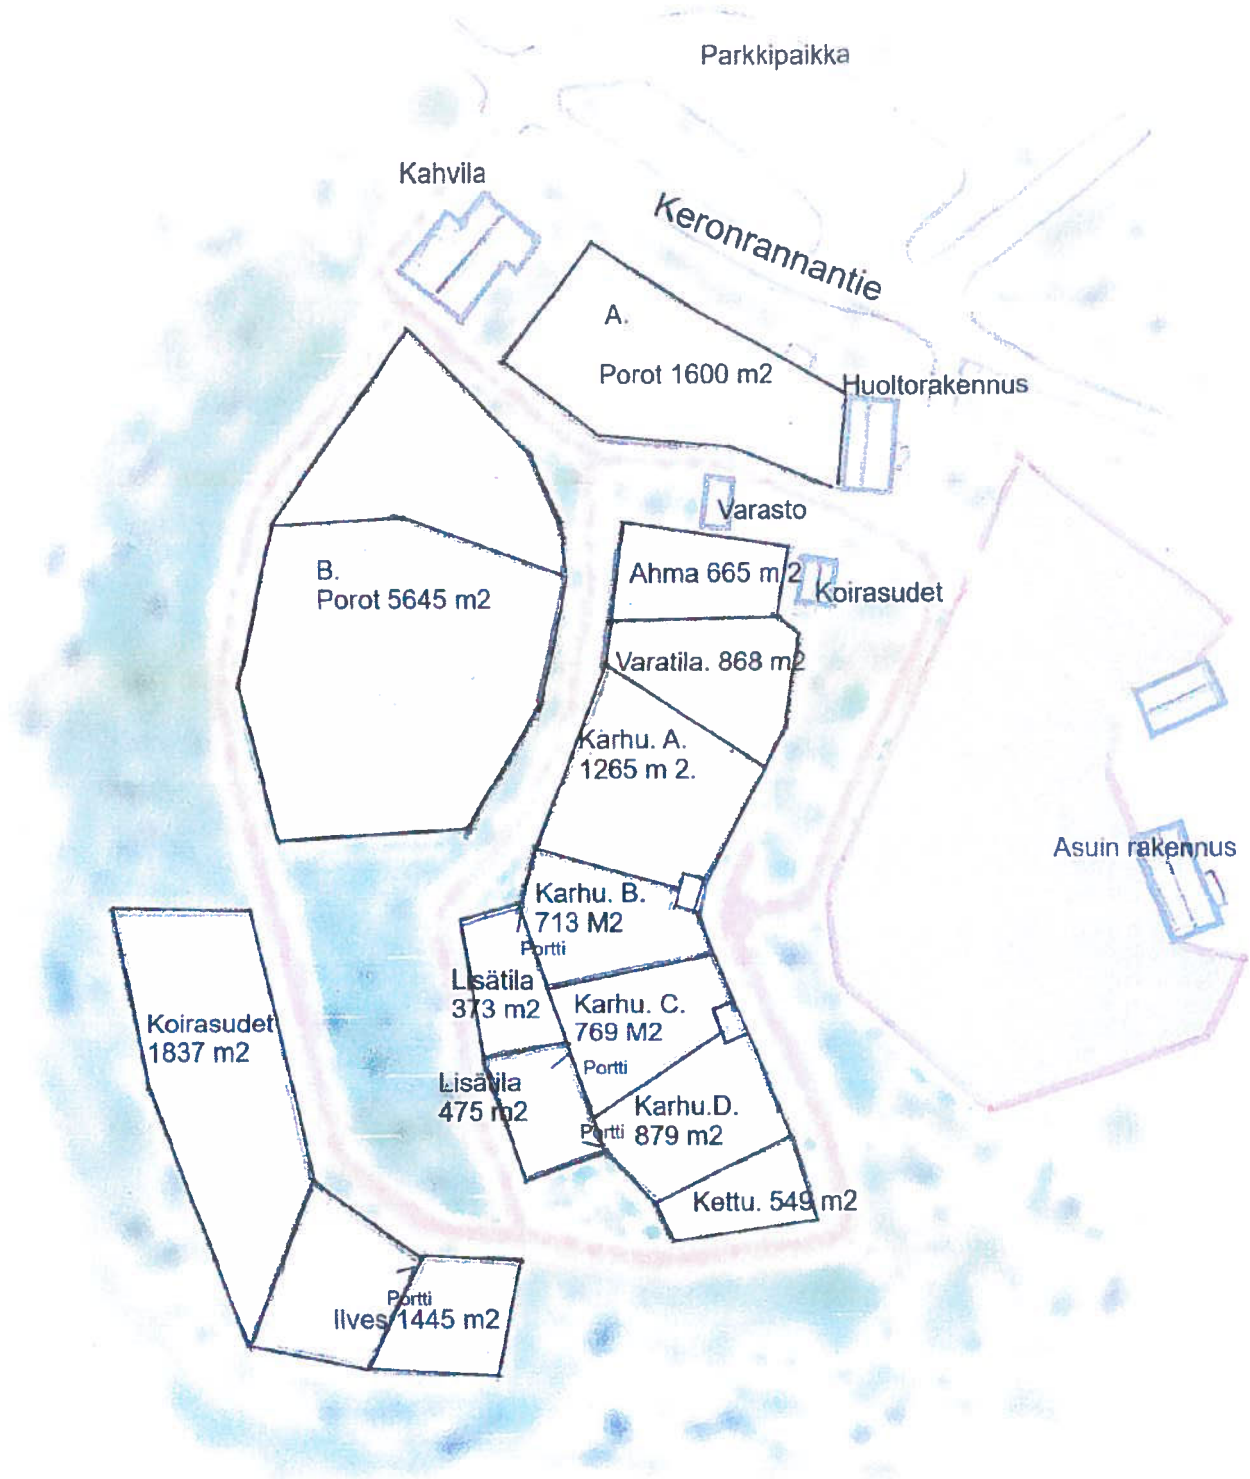 Parkkipaikka
Kahvila
Keronrannantie
A.
Porot 1600 m2
Huoltorakennus
Varasto
Ahma 665 m2
Koirasudet
B.
Porot 5645 m2
Varatila. 868 m2
Karhu. A.
1265 m 2.
Asuin rakennus
Karhu. B.
713 M2
Portti
Lisätila
373 m2
Karhu. C.
769 M2
Koirasudet
1837 m2
Portti
Lisätila
475 m2
Karhu.D.
879 m2
Portti
Kettu. 549 m2
Portti
Ilves 1445 m2